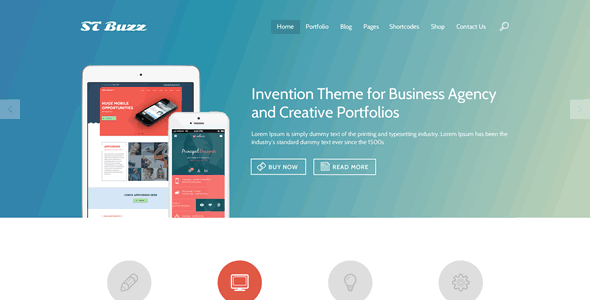 ST Buzz
Home Portfolio Blog Pages Shortcodes Shop Contact Us
HUGE MOBILE
OPPORTUNITIES
Invention Theme for Business Agency
and Creative Portfolios
Lorem Ipsum is simply dummy text of the printing and typesetting industry. Lorem Ipsum has been the
industry's standard dummy text ever since the 1500s
BUY NOW READ MORE